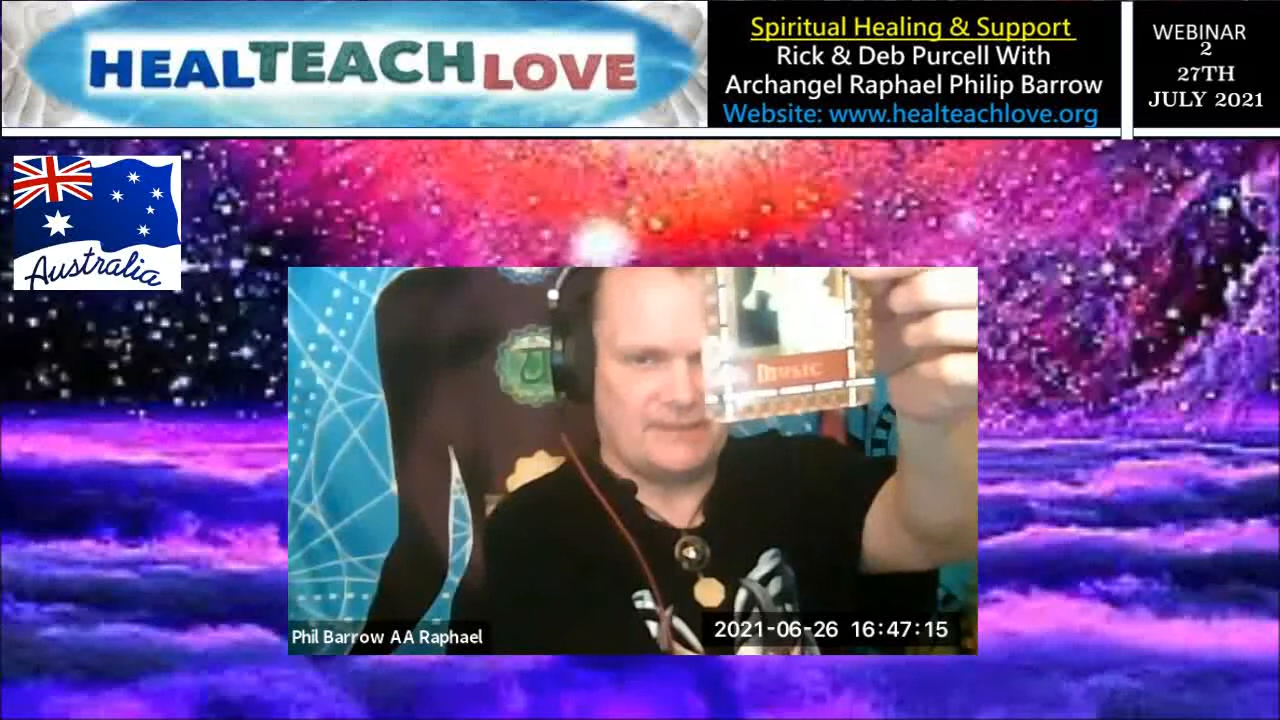 HEALTEACHLOVE
Spiritual Healing & Support
Rick & Deb Purcell With
Archangel Raphael Philip Barrow
Website: www.healteachlove.org
WEBINAR
2
27TH
JULY 2021
Australia
Music
Phil Barrow AA Raphael
2021-06-26 16:47:15